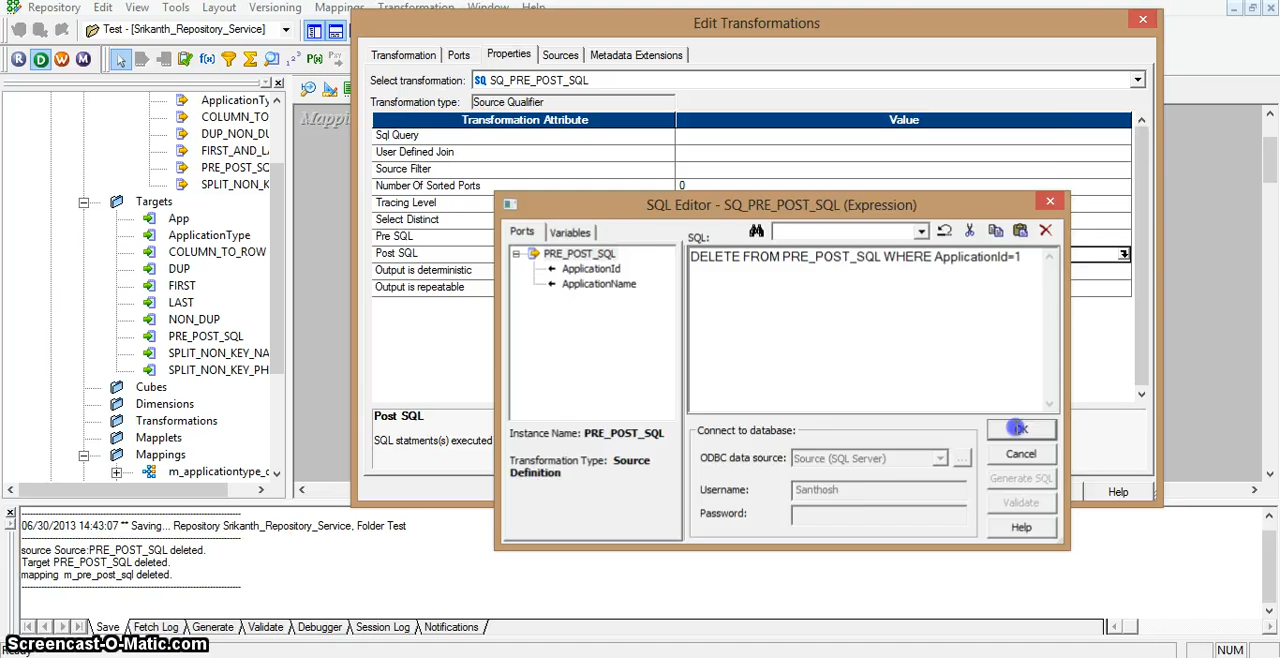 Repository Edit View Tools Layout Versioning Mappings Transformation Window Help
Test - [Srikanth_Repository_Service]
Edit Transformations
Transformation Ports Properties Sources Metadata Extensions
Select transformation: SQ SQ_PRE_POST_SQL
Transformation type: Source Qualifier
Transformation Attribute Value
Sql Query
User Defined Join
Source Filter
Number Of Sorted Ports 0
Tracing Level
Select Distinct
Pre SQL
Post SQL
Output is deterministic
Output is repeatable
Post SQL
SQL statments(s) executed
Help
SQL Editor - SQ_PRE_POST_SQL (Expression)
Ports Variables
SQL:
PRE_POST_SQL
ApplicationId
ApplicationName
DELETE FROM PRE_POST_SQL WHERE ApplicationId=1
Instance Name: PRE_POST_SQL
Transformation Type: Source
Definition
Connect to database:
ODBC data source: Source (SQL Server) ...
Username: Santhosh
Password:
OK
Cancel
Generate SQL
Validate
Help
R D W M
ApplicationTy
COLUMN_TO
DUP_NON_DU
FIRST_AND_LA
PRE_POST_SQ
SPLIT_NON_K
Targets
App
ApplicationType
COLUMN_TO_ROW
DUP
FIRST
LAST
NON_DUP
PRE_POST_SQL
SPLIT_NON_KEY_NA
SPLIT_NON_KEY_PH
Cubes
Dimensions
Transformations
Mapplets
Mappings
m_applicationtype_c
06/30/2013 14:43:07 ** Saving... Repository Srikanth_Repository_Service, Folder Test
source Source:PRE_POST_SQL deleted.
Target PRE_POST_SQL deleted.
mapping m_pre_post_sql deleted.
Save Fetch Log Generate Validate Debugger Session Log Notifications
Screencast-O-Matic.com
NUM